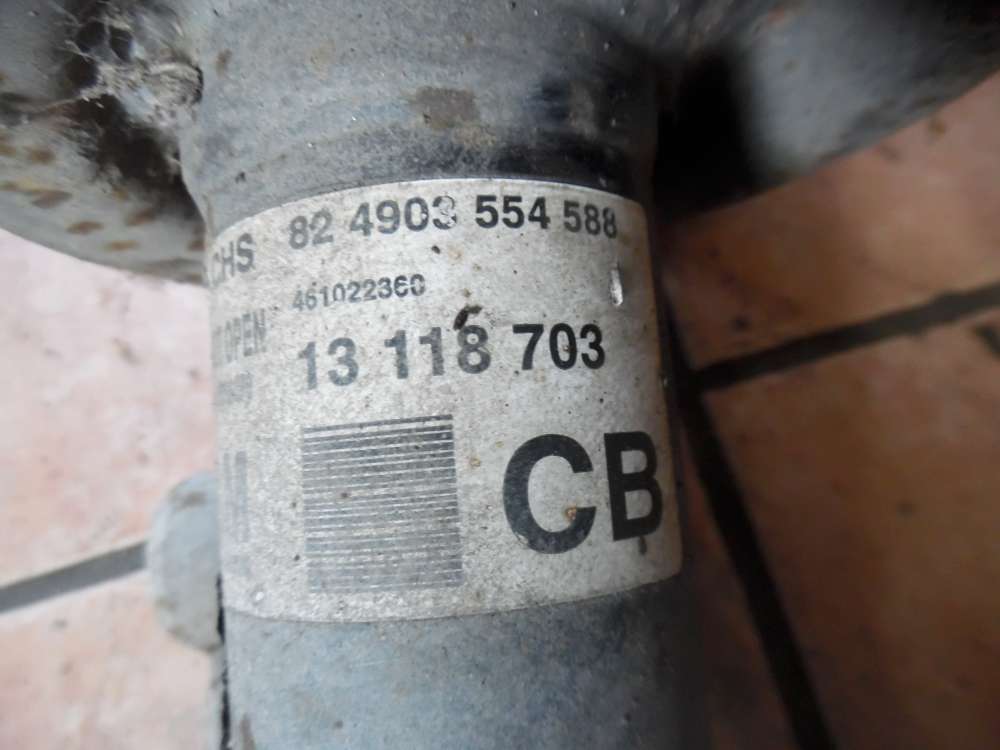 CHS 82 4903 554 588
461022360
OPEN 13 118 703
CB